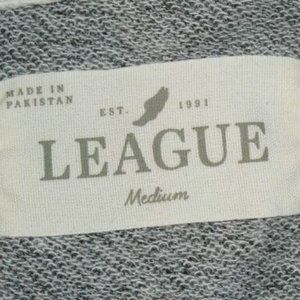 MADE IN
PAKISTAN
EST. 1991
LEAGUE
Medium